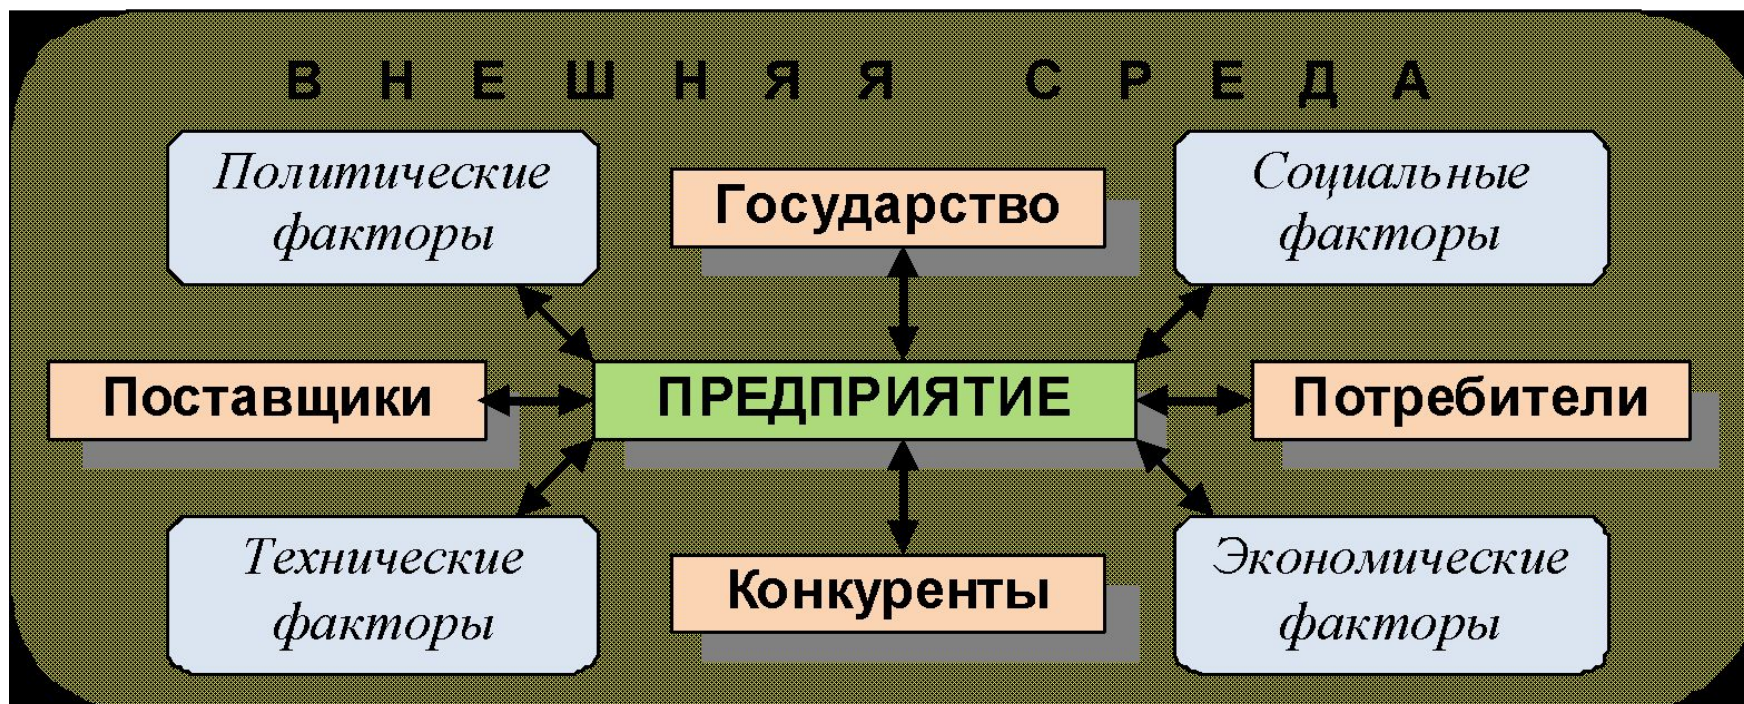 ВНЕШНЯЯ СРЕДА
Политические
факторы
Государство
Социальные
факторы
Поставщики
ПРЕДПРИЯТИЕ
Потребители
Технические
факторы
Конкуренты
Экономические
факторы